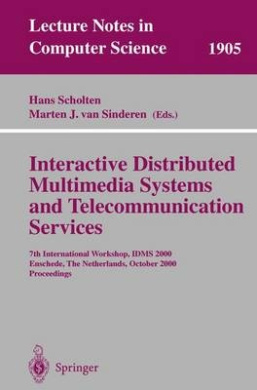 Lecture Notes in
Computer Science 1905
Hans Scholten
Marten J. van Sinderen (Eds.)
Interactive Distributed
Multimedia Systems
and Telecommunication
Services
7th International Workshop, IDMS 2000
Enschede, The Netherlands, October 2000
Proceedings
Springer